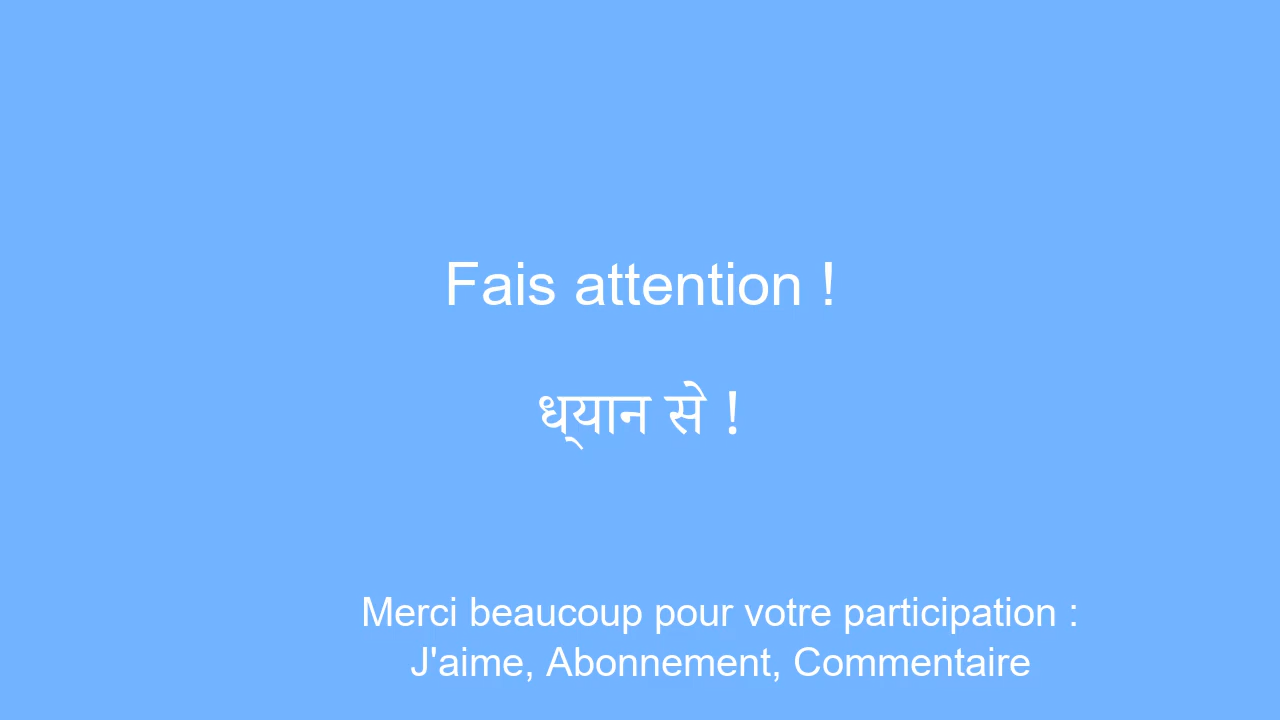 Fais attention !
ध्यान से !
Merci beaucoup pour votre participation :
J'aime, Abonnement, Commentaire